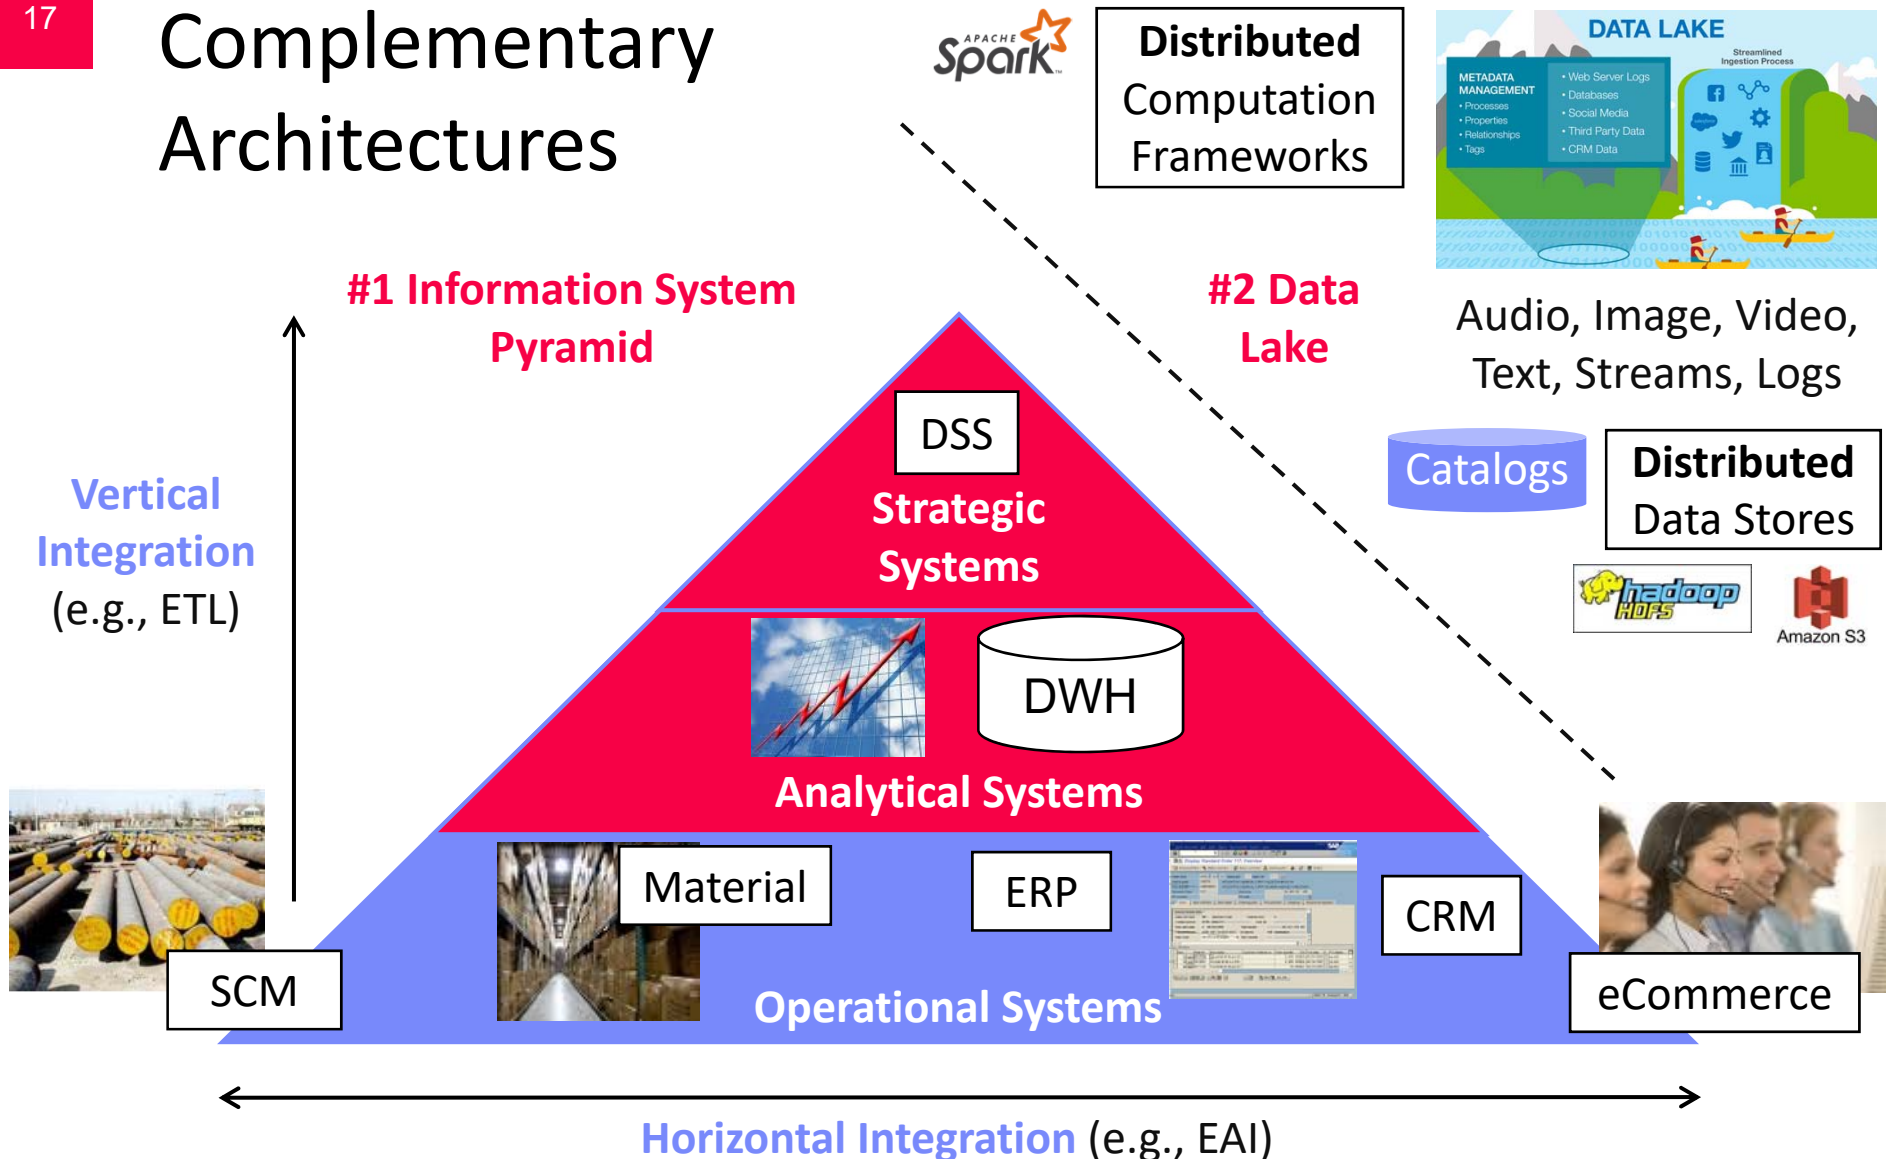 17
Complementary
Architectures
APACHE
Spark
Distributed
Computation
Frameworks
DATA LAKE
Streamlined
Ingestion Process
METADATA
MANAGEMENT
• Processes
• Properties
• Relationships
• Tags
• Web Server Logs
• Databases
• Social Media
• Third Party Data
• CRM Data
#1 Information System
Pyramid
#2 Data
Lake
Audio, Image, Video,
Text, Streams, Logs
Catalogs
Distributed
Data Stores
hadoop
HDFS
Amazon S3
Vertical
Integration
(e.g., ETL)
DSS
Strategic
Systems
DWH
Analytical Systems
Material
ERP
SAP
CRM
SCM
eCommerce
Operational Systems
Horizontal Integration (e.g., EAI)